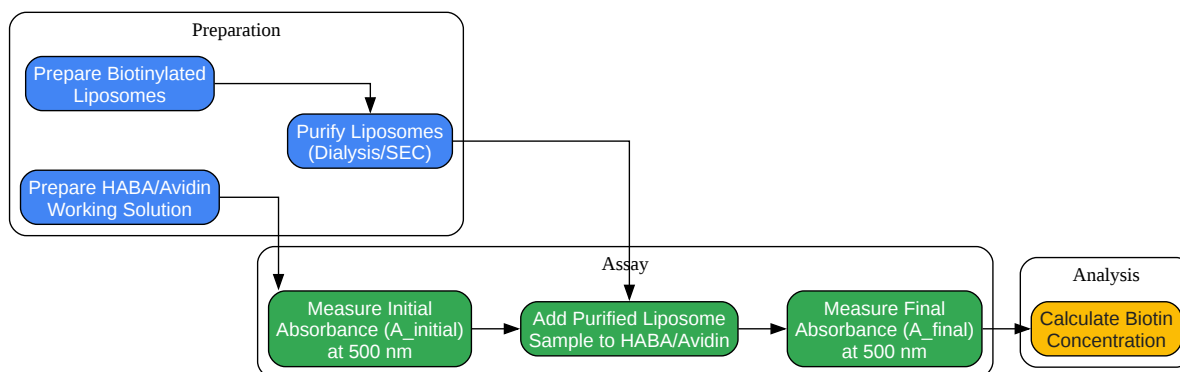 Preparation
Prepare Biotinylated
Liposomes
Purify Liposomes
(Dialysis/SEC)
Prepare HABA/Avidin
Working Solution
Assay
Measure Initial
Absorbance (A_initial)
at 500 nm
Add Purified Liposome
Sample to HABA/Avidin
Measure Final
Absorbance (A_final)
at 500 nm
Analysis
Calculate Biotin
Concentration